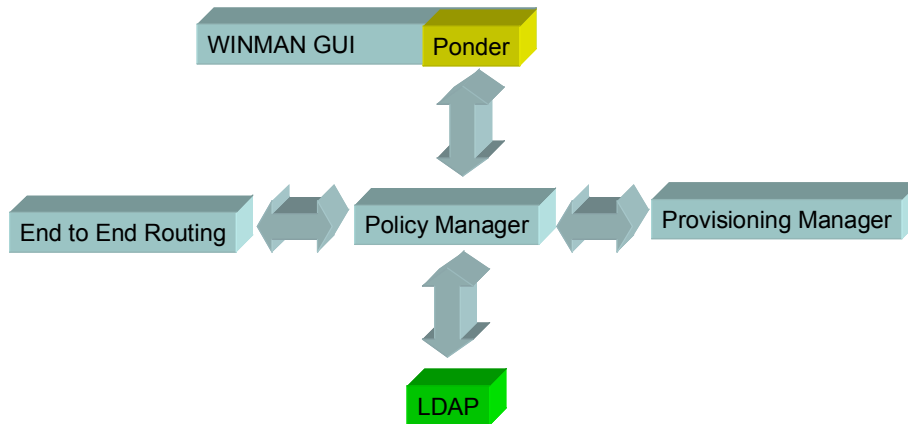 WINMAN GUI
Ponder
End to End Routing
Policy Manager
Provisioning Manager
LDAP